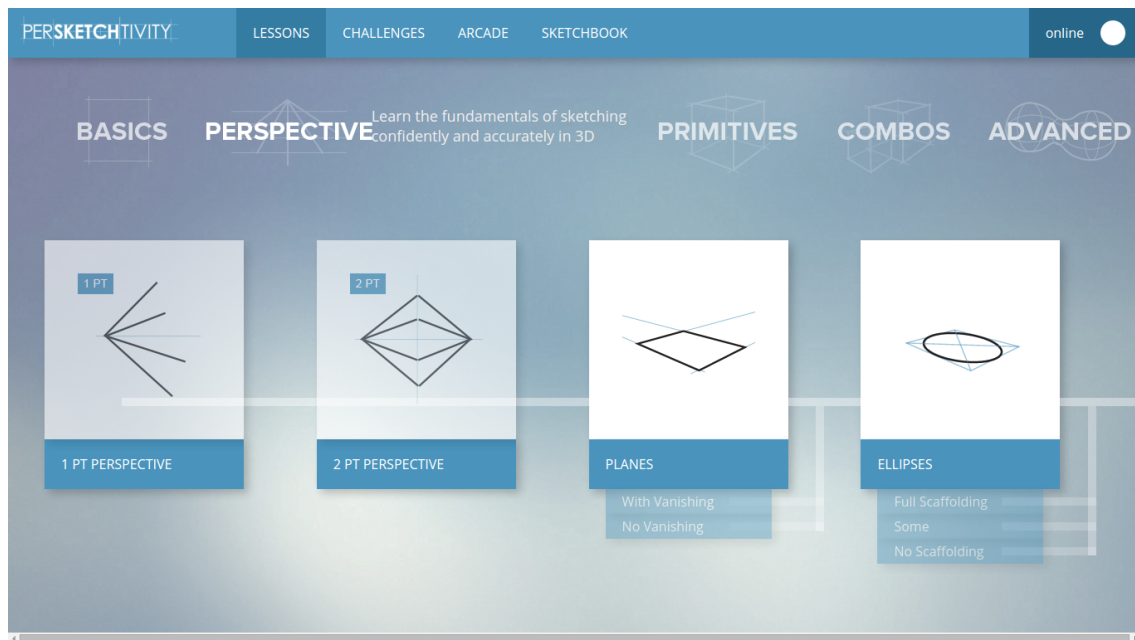 PERSKETCHTIVITY
LESSONS
CHALLENGES
ARCADE
SKETCHBOOK
online
BASICS
PERSPECTIVE
Learn the fundamentals of sketching
confidently and accurately in 3D
PRIMITIVES
COMBOS
ADVANCED
1 PT
2 PT
1 PT PERSPECTIVE
2 PT PERSPECTIVE
PLANES
ELLIPSES
With Vanishing
No Vanishing
Full Scaffolding
Some
No Scaffolding